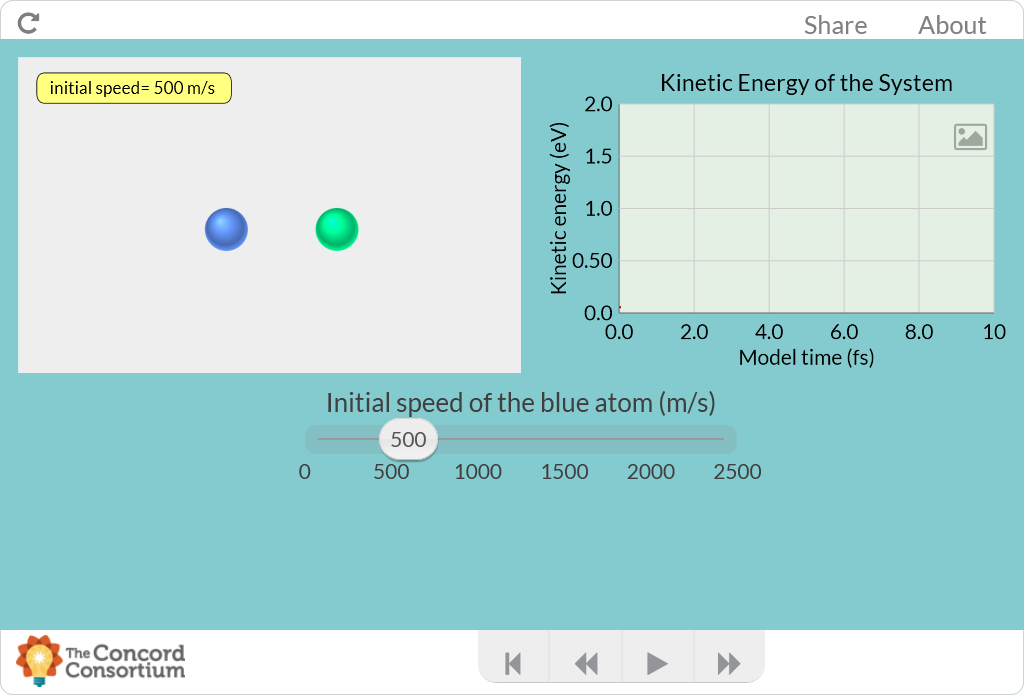 Share About
initial speed= 500 m/s
Kinetic Energy of the System
Kinetic energy (eV)
2.0
1.5
1.0
0.50
0.0
0.0 2.0 4.0 6.0 8.0 10
Model time (fs)
Initial speed of the blue atom (m/s)
500
0 500 1000 1500 2000 2500
The Concord
Consortium